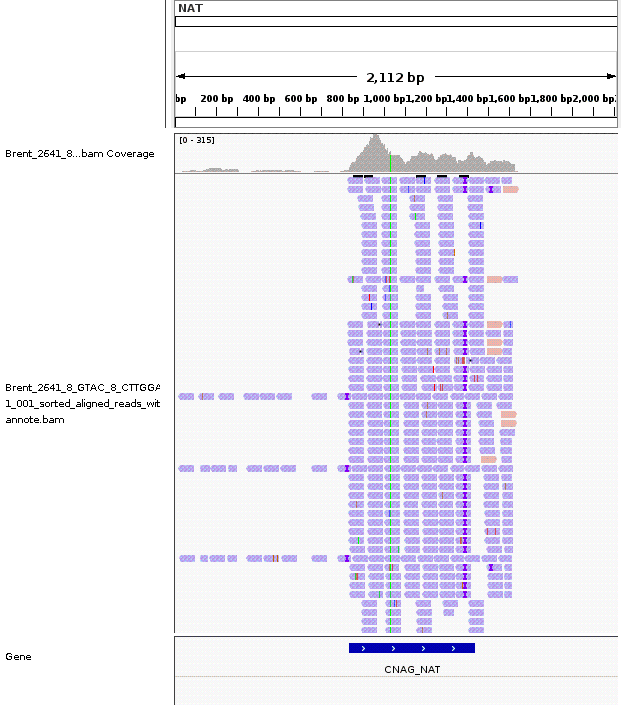 NAT
2,112 bp
bp 200 bp 400 bp 600 bp 800 bp 1,000 bp 1,200 bp 1,400 bp 1,600 bp 1,800 bp 2,000 bp
[0 - 315]
Brent_2641_8...bam Coverage
Brent_2641_8_GTAC_8_CTTGGA
1_001_sorted_aligned_reads_wit
annote.bam
Gene
CNAG_NAT